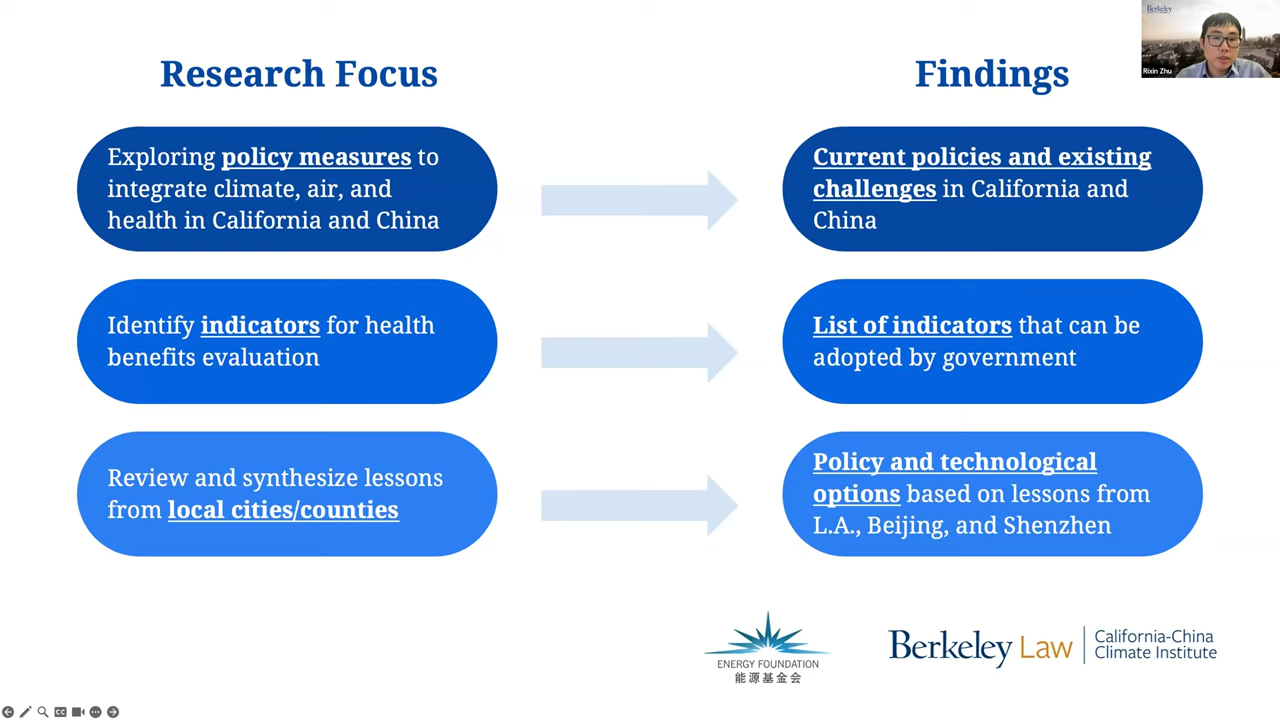 Research Focus
Findings
Berkeley
Rixin Zhu
Exploring policy measures to
integrate climate, air, and
health in California and China
Current policies and existing
challenges in California and
China
Identify indicators for health
benefits evaluation
List of indicators that can be
adopted by government
Review and synthesize lessons
from local cities/counties
Policy and technological
options based on lessons from
L.A., Beijing, and Shenzhen
ENERGY FOUNDATION
能源基金会
Berkeley Law
California-China
Climate Institute
CC